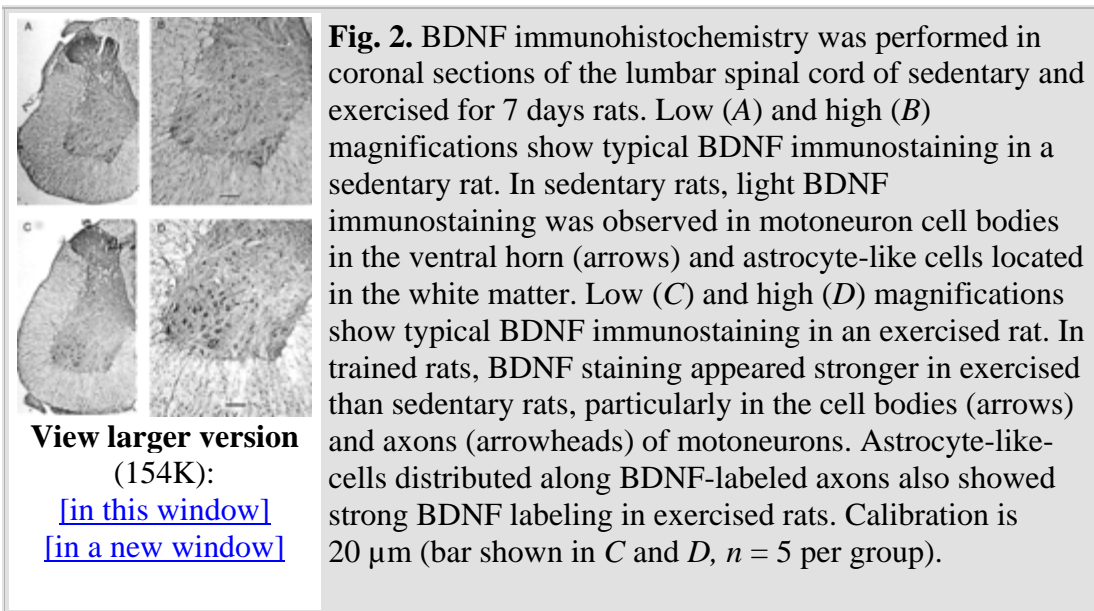 A
B
C
D
View larger version
(154K):
[in this window]
[in a new window]
Fig. 2. BDNF immunohistochemistry was performed in
coronal sections of the lumbar spinal cord of sedentary and
exercised for 7 days rats. Low (A) and high (B)
magnifications show typical BDNF immunostaining in a
sedentary rat. In sedentary rats, light BDNF
immunostaining was observed in motoneuron cell bodies
in the ventral horn (arrows) and astrocyte-like cells located
in the white matter. Low (C) and high (D) magnifications
show typical BDNF immunostaining in an exercised rat. In
trained rats, BDNF staining appeared stronger in exercised
than sedentary rats, particularly in the cell bodies (arrows)
and axons (arrowheads) of motoneurons. Astrocyte-like-
cells distributed along BDNF-labeled axons also showed
strong BDNF labeling in exercised rats. Calibration is
20 µm (bar shown in C and D, n = 5 per group).